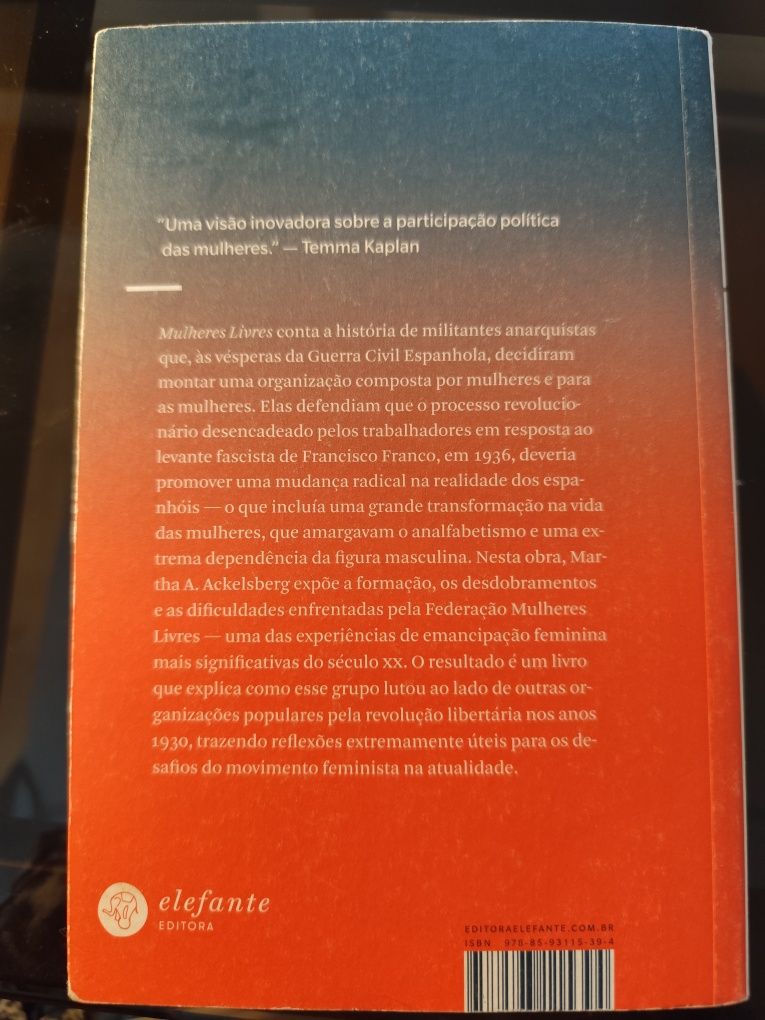 “Uma visão inovadora sobre a participação política
das mulheres.” — Temma Kaplan
Mulheres Livres conta a história de militantes anarquistas
que, às vésperas da Guerra Civil Espanhola, decidiram
montar uma organização composta por mulheres e para
as mulheres. Elas defendiam que o processo revolucio-
nário desencadeado pelos trabalhadores em resposta ao
levante fascista de Francisco Franco, em 1936, deveria
promover uma mudança radical na realidade dos espa-
nhóis — o que incluía uma grande transformação na vida
das mulheres, que amargavam o analfabetismo e uma ex-
trema dependência da figura masculina. Nesta obra, Mar-
tha A. Ackelsberg expõe a formação, os desdobramentos
e as dificuldades enfrentadas pela Federação Mulheres
Livres — uma das experiências de emancipação feminina
mais significativas do século XX. O resultado é um livro
que explica como esse grupo lutou ao lado de outras or-
ganizações populares pela revolução libertária nos anos
1930, trazendo reflexões extremamente úteis para os de-
safios do movimento feminista na atualidade.
elefante
EDITORA
EDITORAELEFANTE.COM.BR
ISBN 978-85-93115-39-4